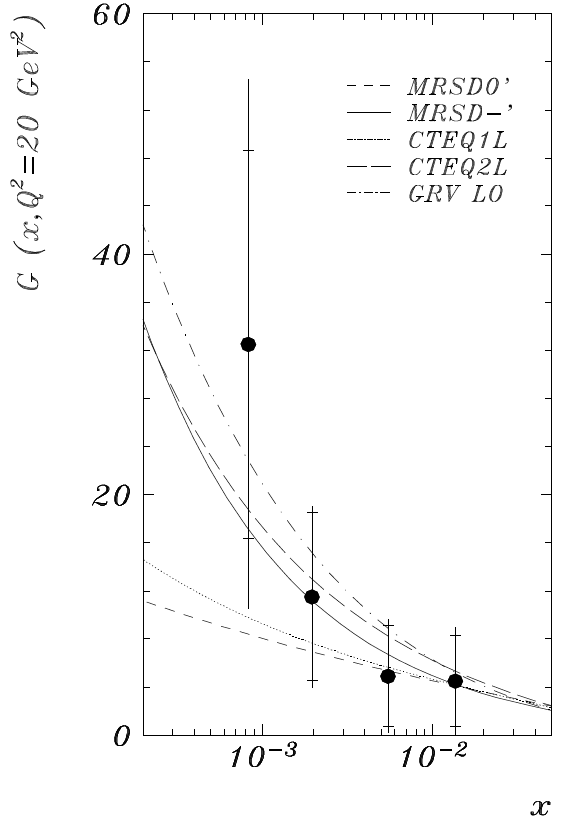 60
G (x,Q²=20 GeV²)
MRSD0'
MRSD-'
CTEQ1L
CTEQ2L
GRV LO
40
20
0
10⁻³ 10⁻²
x